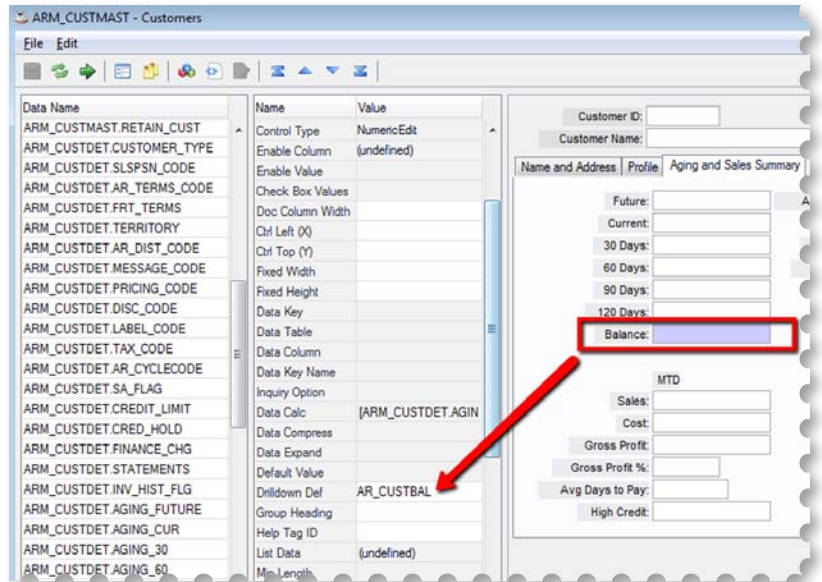 ARM_CUSTMAST - Customers
File Edit
Data Name
ARM_CUSTMAST.RETAIN_CUST
ARM_CUSTDET.CUSTOMER_TYPE
ARM_CUSTDET.SLSPSN_CODE
ARM_CUSTDET.AR_TERMS_CODE
ARM_CUSTDET.FRT_TERMS
ARM_CUSTDET.TERRITORY
ARM_CUSTDET.AR_DIST_CODE
ARM_CUSTDET.MESSAGE_CODE
ARM_CUSTDET.PRICING_CODE
ARM_CUSTDET.DISC_CODE
ARM_CUSTDET.LABEL_CODE
ARM_CUSTDET.TAX_CODE
ARM_CUSTDET.AR_CYCLECODE
ARM_CUSTDET.SA_FLAG
ARM_CUSTDET.CREDIT_LIMIT
ARM_CUSTDET.CRED_HOLD
ARM_CUSTDET.FINANCE_CHG
ARM_CUSTDET.STATEMENTS
ARM_CUSTDET.INV_HIST_FLG
ARM_CUSTDET.AGING_FUTURE
ARM_CUSTDET.AGING_CUR
ARM_CUSTDET.AGING_30
ARM_CUSTDET.AGING_60
Name Value
Control Type NumericEdit
Enable Column (undefined)
Enable Value
Check Box Values
Doc Column Width
Ctrl Left (X)
Ctrl Top (Y)
Fixed Width
Fixed Height
Data Key
Data Table
Data Column
Data Key Name
Inquiry Option
Data Calc [ARM_CUSTDET.AGIN
Data Compress
Data Expand
Default Value
Drilldown Def AR_CUSTBAL
Group Heading
Help Tag ID
List Data (undefined)
Min Length
Customer ID:
Customer Name:
Name and Address Profile Aging and Sales Summary
Future: A
Current:
30 Days:
60 Days:
90 Days:
120 Days:
Balance:
MTD
Sales:
Cost:
Gross Profit:
Gross Profit %:
Avg Days to Pay:
High Credit: